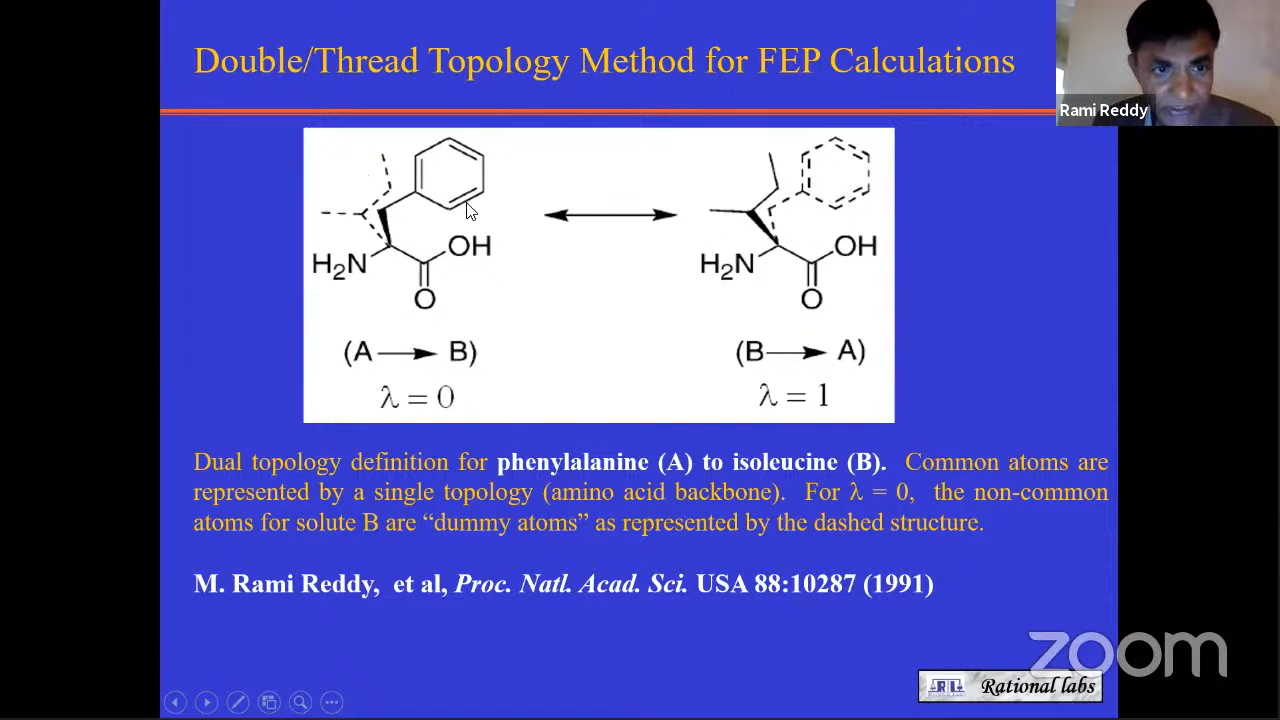 Double/Thread Topology Method for FEP Calculations
Rami Reddy
OH
OH
H2N
H2N
O
O
(A B)
(B A)
λ = 0
λ = 1
Dual topology definition for phenylalanine (A) to isoleucine (B). Common atoms are
represented by a single topology (amino acid backbone). For λ = 0, the non-common
atoms for solute B are “dummy atoms” as represented by the dashed structure.
M. Rami Reddy, et al, Proc. Natl. Acad. Sci. USA 88:10287 (1991)
zoom
RL Rational labs